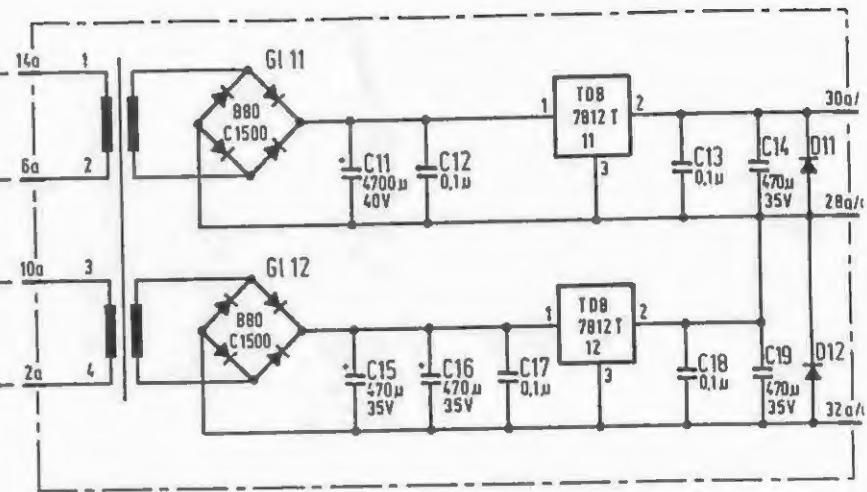 14a
1
Gl 11
B80
C1500
1
TDB
7812 T
11
2
3
30a/
6a
2
C11
4700µ
40V
C12
0,1µ
C13
0,1µ
C14
470µ
35V
D11
28a/c
10a
3
Gl 12
B80
C1500
1
TDB
7812 T
12
2
3
2a
4
C15
470µ
35V
C16
470µ
35V
C17
0,1µ
C18
0,1µ
C19
470µ
35V
D12
32a/c